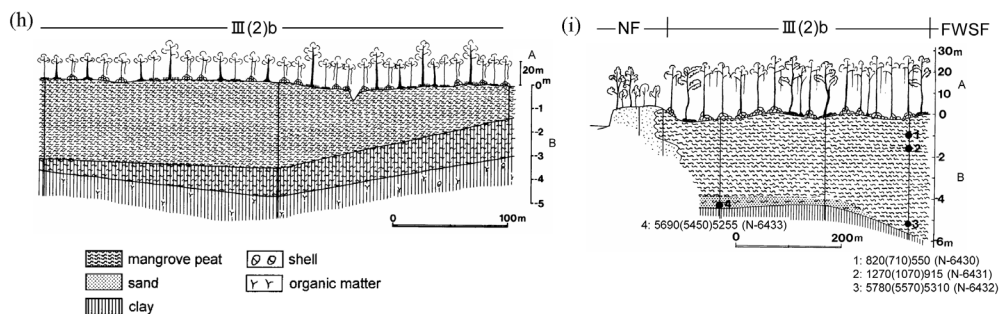 (h)
III(2)b
A
20m
0m
-1
-2
B
-3
-4
-5
0 100m
mangrove peat
sand
clay
shell
organic matter
(i)
NF III(2)b FWSF
30m
20
A
10
0
1
2
2
B
4
4
3
6m
4: 5690(5450)5255 (N-6433)
0 200m
1: 820(710)550 (N-6430)
2: 1270(1070)915 (N-6431)
3: 5780(5570)5310 (N-6432)